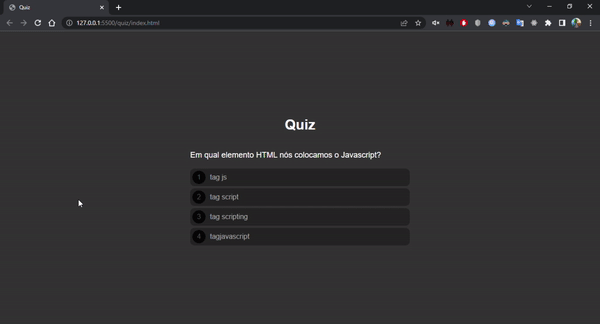 Quiz
127.0.0.1:5500/quiz/index.html
Quiz
Em qual elemento HTML nós colocamos o Javascript?
1 tag js
2 tag script
3 tag scripting
4 tagjavascript